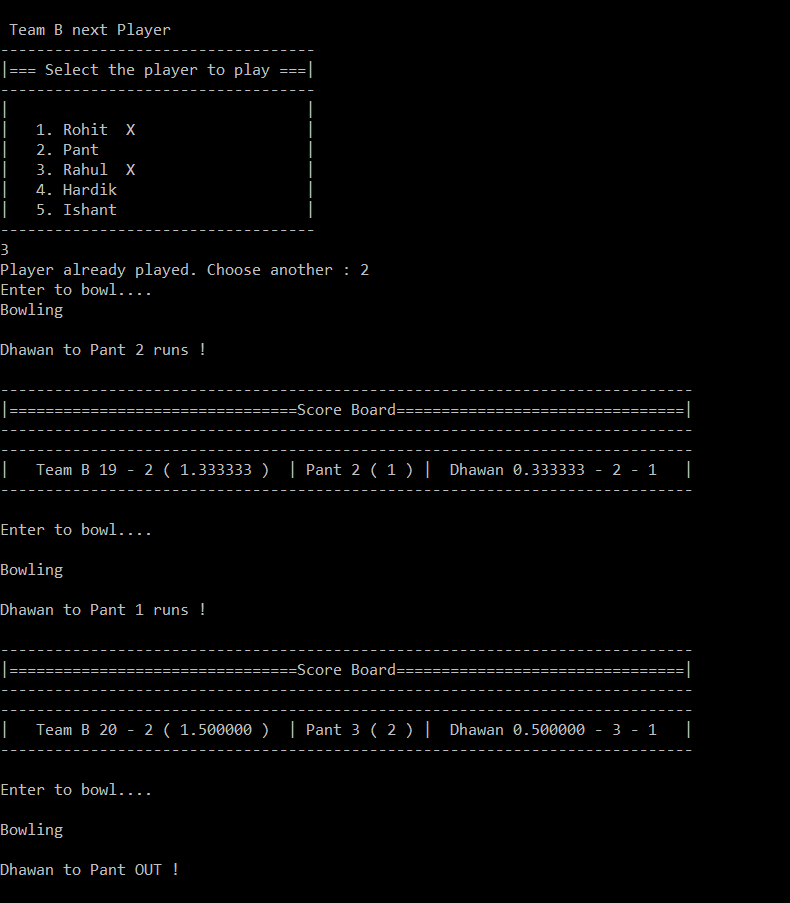 Team B next Player
-----------------------------------
|=== Select the player to play ===|
-----------------------------------
|                                 |
|   1. Rohit  X                   |
|   2. Pant                       |
|   3. Rahul  X                   |
|   4. Hardik                     |
|   5. Ishant                     |
-----------------------------------
3
Player already played. Choose another : 2
Enter to bowl....
Bowling
Dhawan to Pant 2 runs !
-----------------------------------------------------------------------------
|================================Score Board================================|
-----------------------------------------------------------------------------
-----------------------------------------------------------------------------
|   Team B 19 - 2 ( 1.333333 )  | Pant 2 ( 1 ) |  Dhawan 0.333333 - 2 - 1   |
-----------------------------------------------------------------------------
Enter to bowl....
Bowling
Dhawan to Pant 1 runs !
-----------------------------------------------------------------------------
|================================Score Board================================|
-----------------------------------------------------------------------------
-----------------------------------------------------------------------------
|   Team B 20 - 2 ( 1.500000 )  | Pant 3 ( 2 ) |  Dhawan 0.500000 - 3 - 1   |
-----------------------------------------------------------------------------
Enter to bowl....
Bowling
Dhawan to Pant OUT !